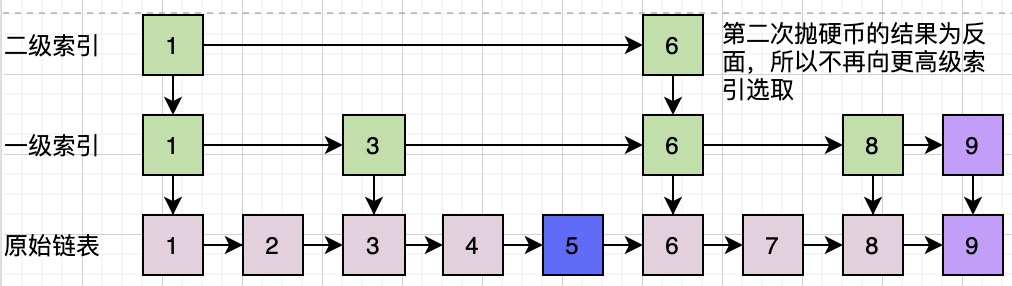 二级索引 1 6
第二次抛硬币的结果为反
面，所以不再向更高级索
引选取
一级索引 1 3 6 8 9
原始链表 1 2 3 4 5 6 7 8 9